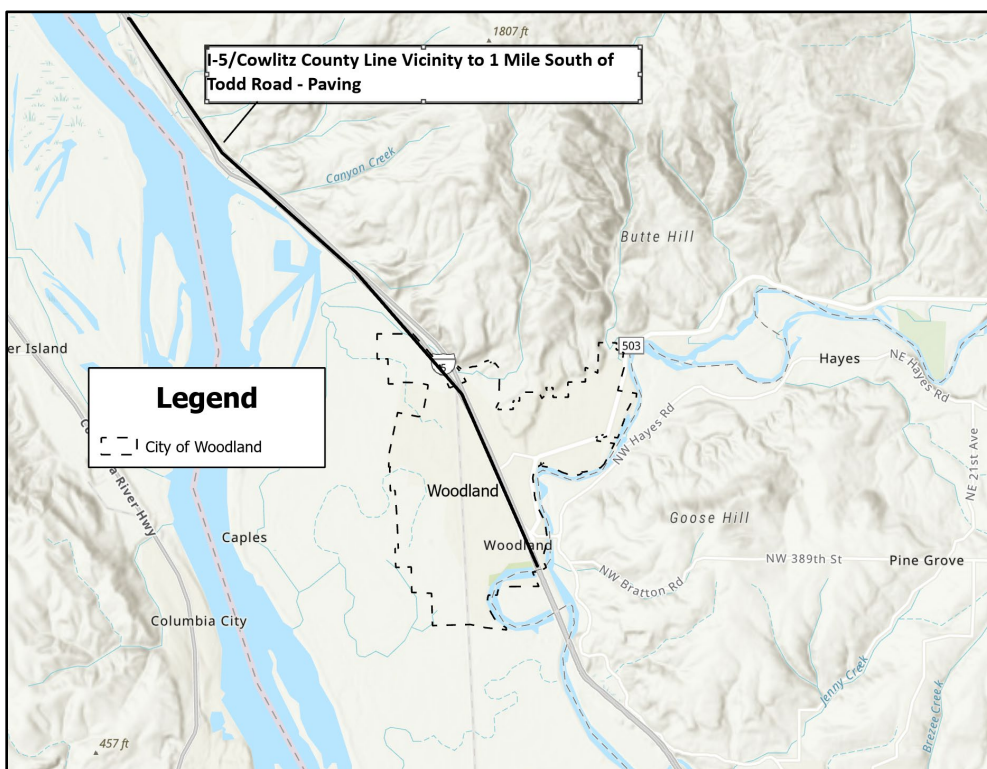 1807 ft
I-5/Cowlitz County Line Vicinity to 1 Mile South of
Todd Road - Paving
Canyon Creek
Butte Hill
503
er Island
5
Hayes
NE Hayes Rd
Legend
City of Woodland
NW Hayes Rd
NE 21st Ave
River Hwy
Woodland
Goose Hill
Caples
Woodland
NW 389th St
Pine Grove
NW Bratton Rd
Columbia City
Jenny Creek
Brezee Creek
457 ft